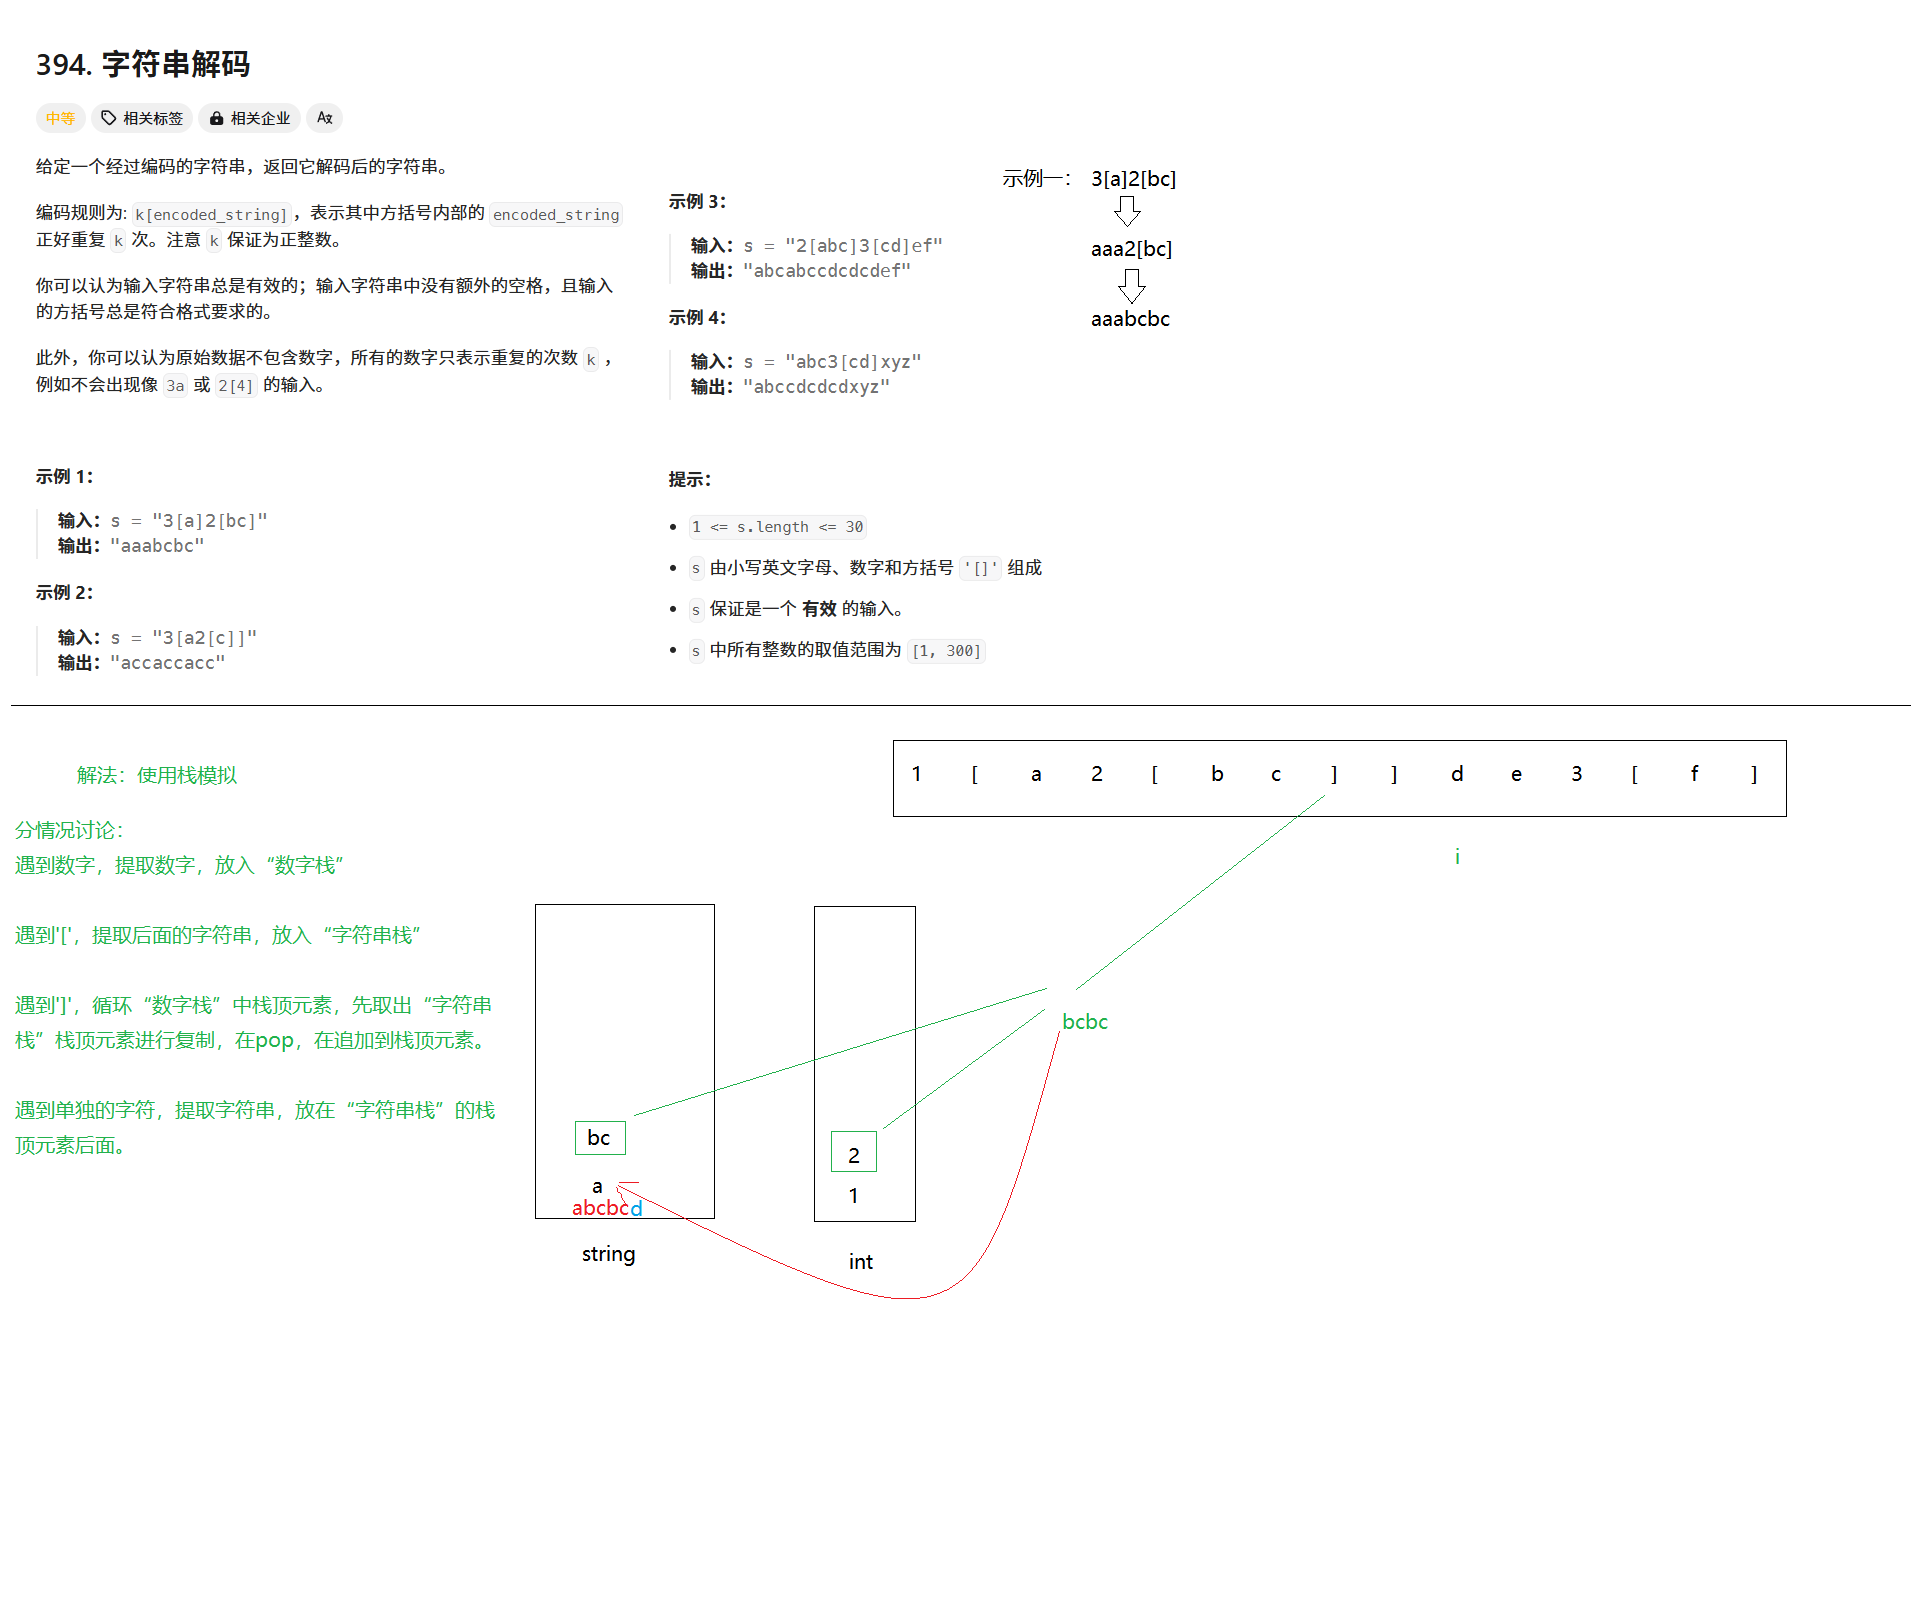 394. 字符串解码
中等 相关标签 相关企业
给定一个经过编码的字符串，返回它解码后的字符串。
编码规则为: k[encoded_string]，表示其中方括号内部的 encoded_string
正好重复 k 次。注意 k 保证为正整数。
你可以认为输入字符串总是有效的；输入字符串中没有额外的空格，且输入
的方括号总是符合格式要求的。
此外，你可以认为原始数据不包含数字，所有的数字只表示重复的次数 k ，
例如不会出现像 3a 或 2[4] 的输入。
示例 1：
输入：s = "3[a]2[bc]"
输出："aaabcbc"
示例 2：
输入：s = "3[a2[c]]"
输出："accaccacc"
示例 3：
输入：s = "2[abc]3[cd]ef"
输出："abcabccdcdcdef"
示例 4：
输入：s = "abc3[cd]xyz"
输出："abccdcdcdxyz"
提示：
1 <= s.length <= 30
s 由小写英文字母、数字和方括号 '[]' 组成
s 保证是一个 有效 的输入。
s 中所有整数的取值范围为 [1, 300]
示例一： 3[a]2[bc]
aaa2[bc]
aaabcbc
解法：使用栈模拟
分情况讨论：
遇到数字，提取数字，放入“数字栈”
遇到'['，提取后面的字符串，放入“字符串栈”
遇到']'，循环“数字栈”中栈顶元素，先取出“字符串
栈”栈顶元素进行复制，在pop，在追加到栈顶元素。
遇到单独的字符，提取字符串，放在“字符串栈”的栈
顶元素后面。
1 [ a 2 [ b c ] ] d e 3 [ f ]
i
bcbc
bc
a
abcbcd
string
2
1
int